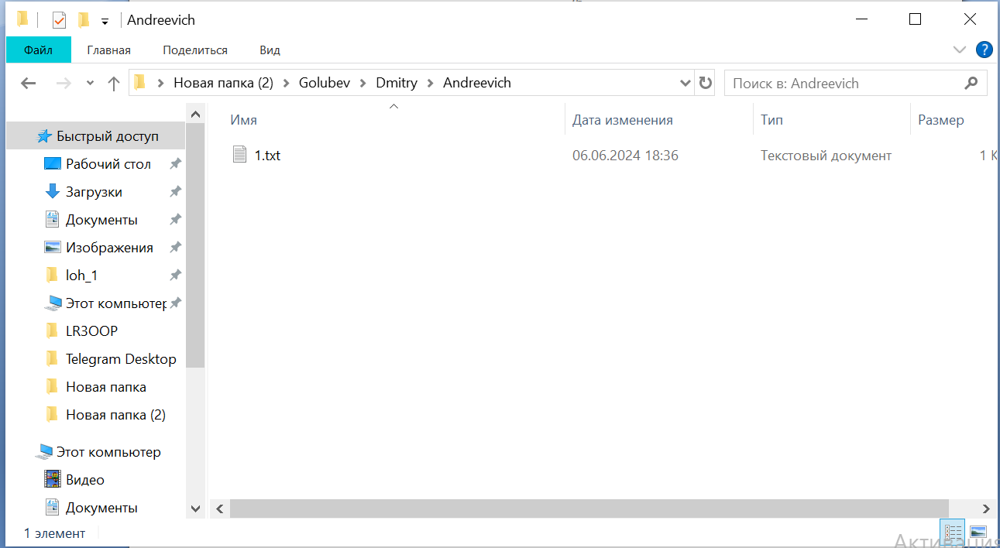 Andreevich
Файл Главная Поделиться Вид
Новая папка (2) Golubev Dmitry Andreevich Поиск в: Andreevich
Имя Дата изменения Тип Размер
1.txt 06.06.2024 18:36 Текстовый документ 1 К
Быстрый доступ
Рабочий стол
Загрузки
Документы
Изображения
loh_1
Этот компьютер
LR3OOP
Telegram Desktop
Новая папка
Новая папка (2)
Этот компьютер
Видео
Документы
1 элемент
Активация